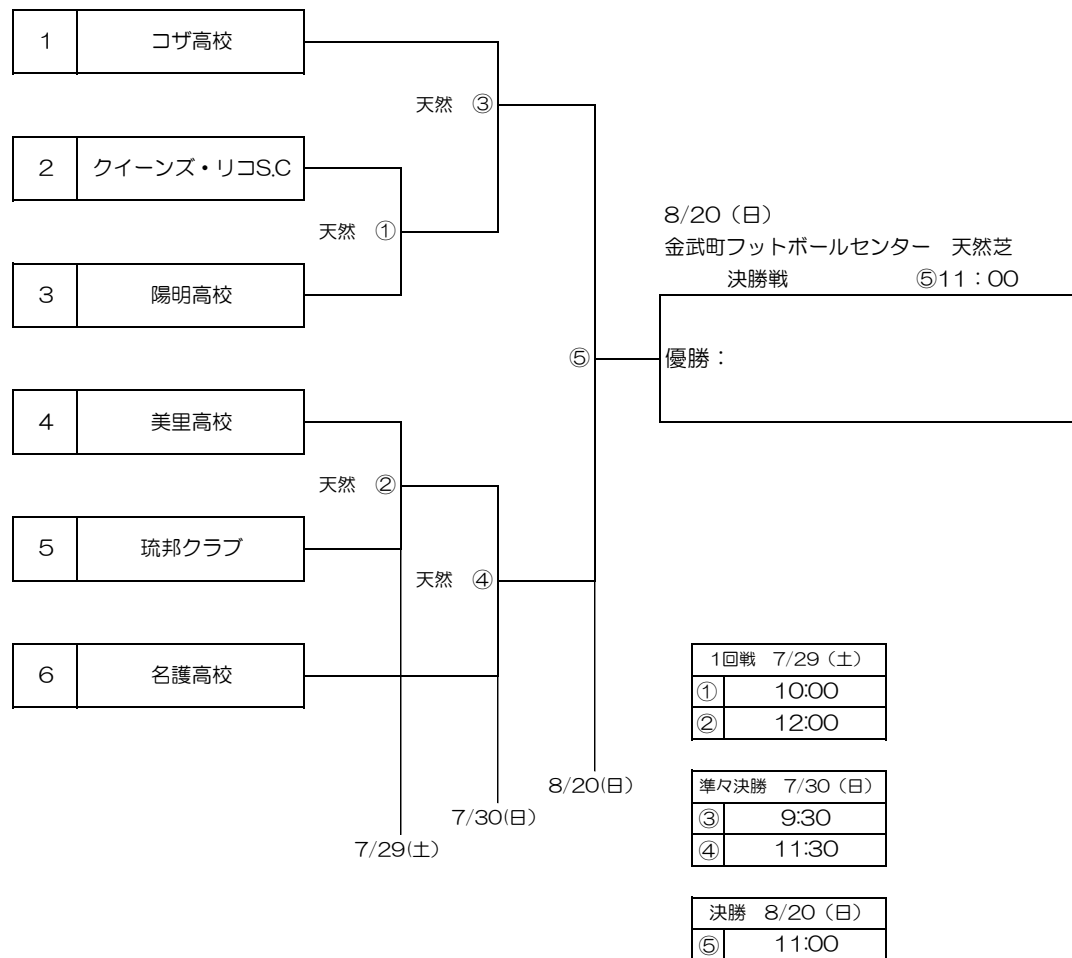 1 コザ高校
天然 ③
2 クイーンズ・リコS.C
天然 ①
3 陽明高校
8/20(日)
金武町フットボールセンター 天然芝
決勝戦 ⑤11:00
⑤
優勝:
4 美里高校
天然 ②
5 琉邦クラブ
天然 ④
6 名護高校
8/20(日)
7/30(日)
7/29(土)
1回戦 7/29(土)
① 10:00
② 12:00
準々決勝 7/30(日)
③ 9:30
④ 11:30
決勝 8/20(日)
⑤ 11:00